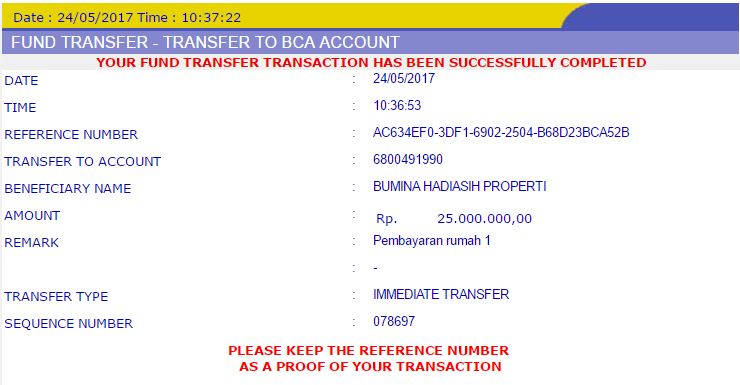 Date : 24/05/2017 Time : 10:37:22
FUND TRANSFER - TRANSFER TO BCA ACCOUNT
YOUR FUND TRANSFER TRANSACTION HAS BEEN SUCCESSFULLY COMPLETED
DATE : 24/05/2017
TIME : 10:36:53
REFERENCE NUMBER : AC634EF0-3DF1-6902-2504-B68D23BCA52B
TRANSFER TO ACCOUNT : 6800491990
BENEFICIARY NAME : BUMINA HADIASIH PROPERTI
AMOUNT : Rp. 25.000.000,00
REMARK : Pembayaran rumah 1
: -
TRANSFER TYPE : IMMEDIATE TRANSFER
SEQUENCE NUMBER : 078697
PLEASE KEEP THE REFERENCE NUMBER
AS A PROOF OF YOUR TRANSACTION